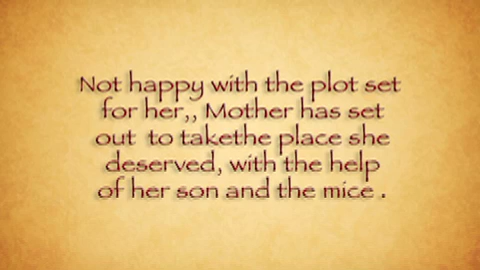 Not happy with the plot set
for her,, Mother has set
out to takethe place she
deserved, with the help
of her son and the mice .